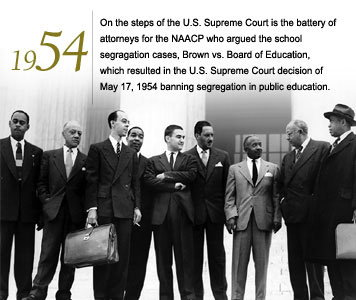 1954
On the steps of the U.S. Supreme Court is the battery of
attorneys for the NAACP who argued the school
segregation cases, Brown vs. Board of Education,
which resulted in the U.S. Supreme Court decision of
May 17, 1954 banning segregation in public education.